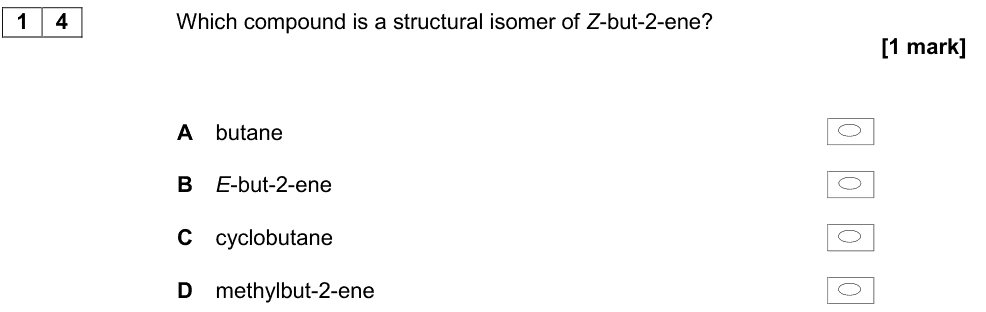 1 4 Which compound is a structural isomer of Z-but-2-ene?
[1 mark]
A butane
B E-but-2-ene
C cyclobutane
D methylbut-2-ene